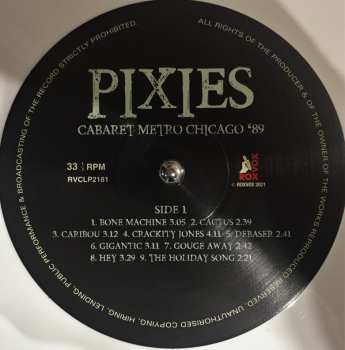 PIXIES
CABARET METRO CHICAGO '89
33 1/3 RPM
RVCLP2161
ROXVOX
© ROXVOX 2021
SIDE 1
1. BONE MACHINE 3.05 2. CACTUS 2.39
3. CARIBOU 3.12 4. CRACKITY JONES 4.11 5. DEBASER 2.41
6. GIGANTIC 3.11 7. GOUGE AWAY 2.42
8. HEY 3.29 9. THE HOLIDAY SONG 2.21
ALL RIGHTS OF THE PRODUCER & OF THE OWNER OF THE WORKS REPRODUCED RESERVED. UNAUTHORISED COPYING, HIRING, LENDING, PUBLIC PERFORMANCE & BROADCASTING OF THE RECORD STRICTLY PROHIBITED.